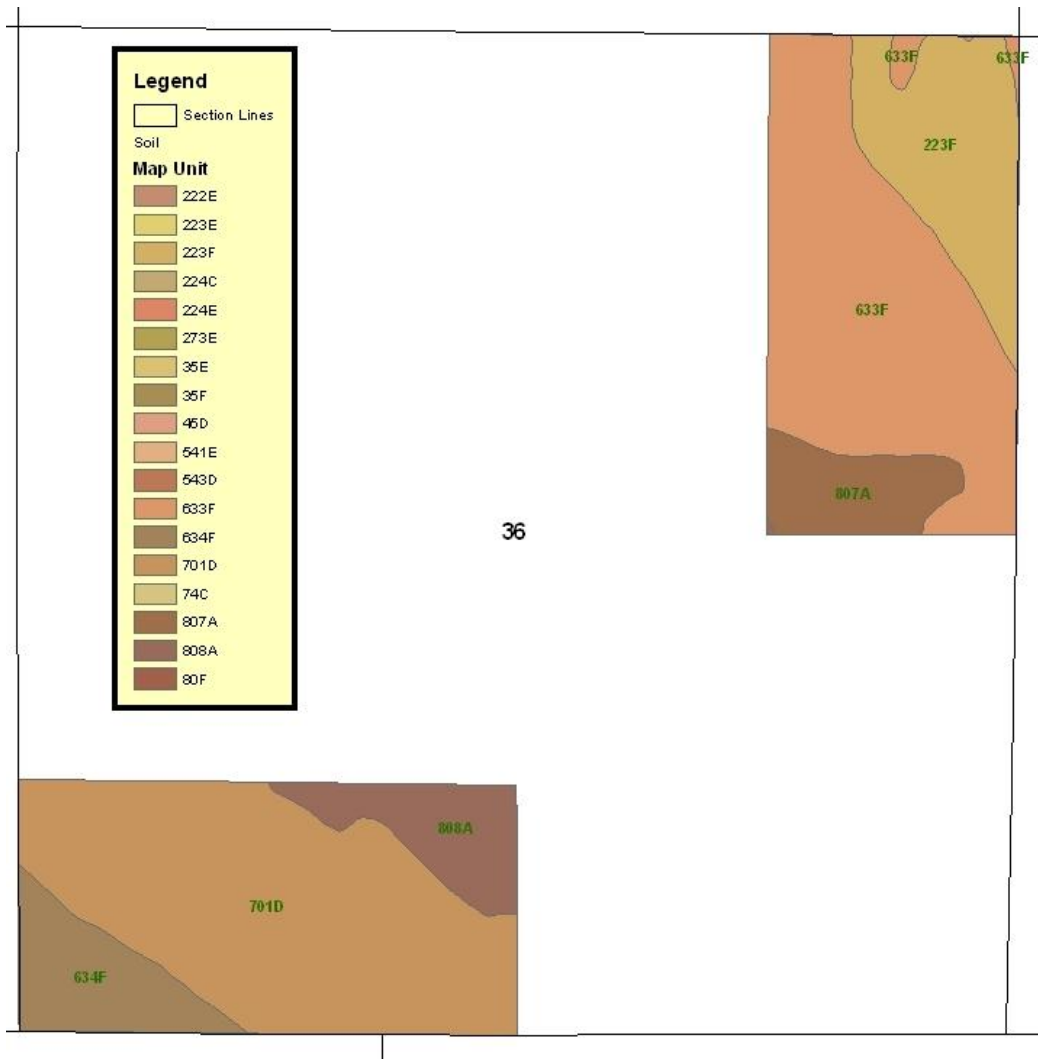 Legend
Section Lines
Soil
Map Unit
222E
223E
223F
224C
224E
273E
35E
35F
45D
541E
543D
633F
634F
701D
74C
807A
808A
80F
633F
633F
223F
633F
807A
36
808A
701D
634F